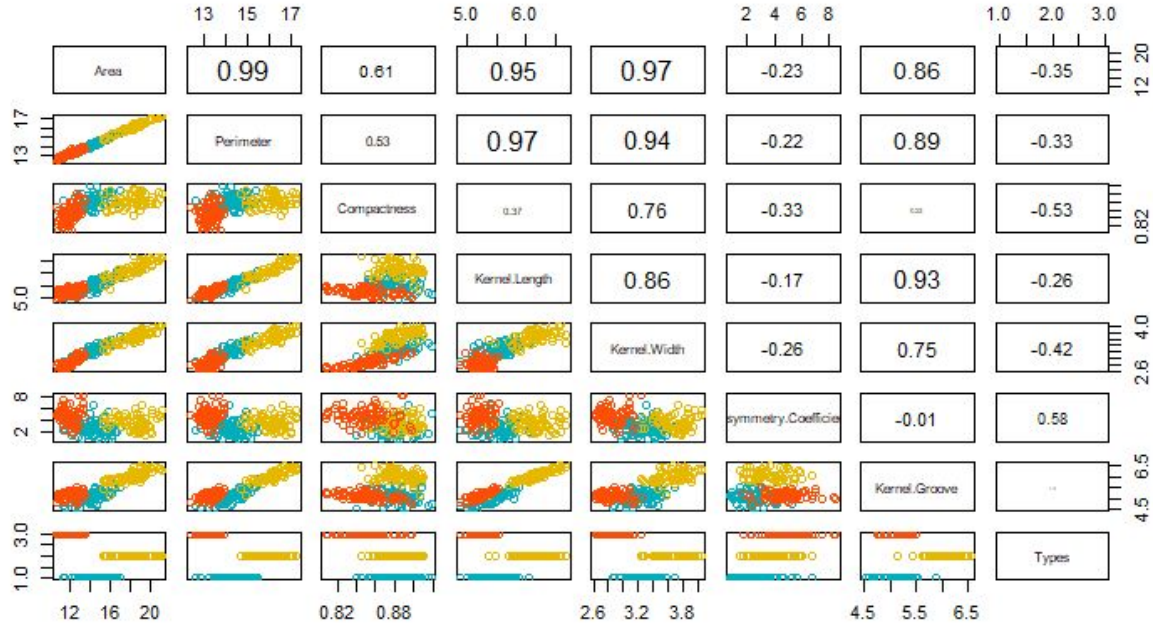 13 15 17 5.0 6.0 2 4 6 8 1.0 2.0 3.0
Area 0.99 0.61 0.95 0.97 -0.23 0.86 -0.35 12 20
13 17 Perimeter 0.53 0.97 0.94 -0.22 0.89 -0.33
Compactness 0.37 0.76 -0.33 -0.53 0.82
5.0 Kernel.Length 0.86 -0.17 0.93 -0.26
Kernel.Width -0.26 0.75 -0.42 2.6 4.0
2 8 symmetry.Coefficie -0.01 0.58
Kernel.Groove 4.5 6.5
1.0 3.0 Types
12 16 20 0.82 0.88 2.6 3.2 3.8 4.5 5.5 6.5